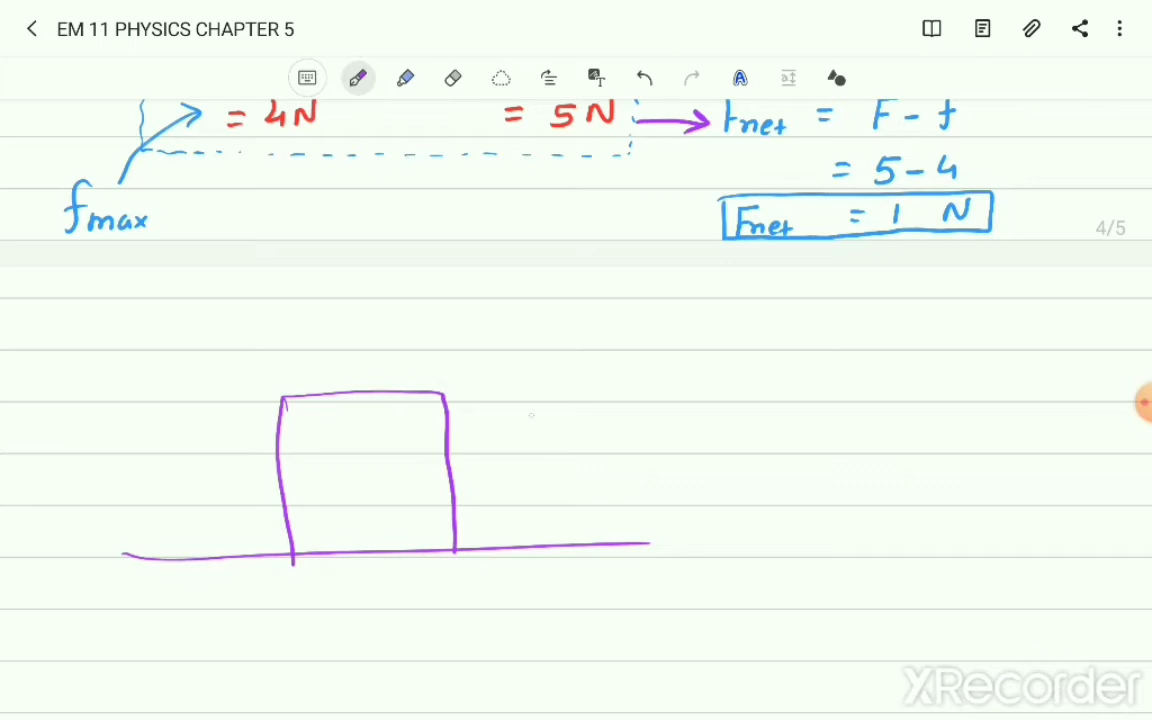 EM 11 PHYSICS CHAPTER 5
= 4N = 5N Fnet = F - f
= 5 - 4
fmax Fnet = 1 N
4/5
XRecorder